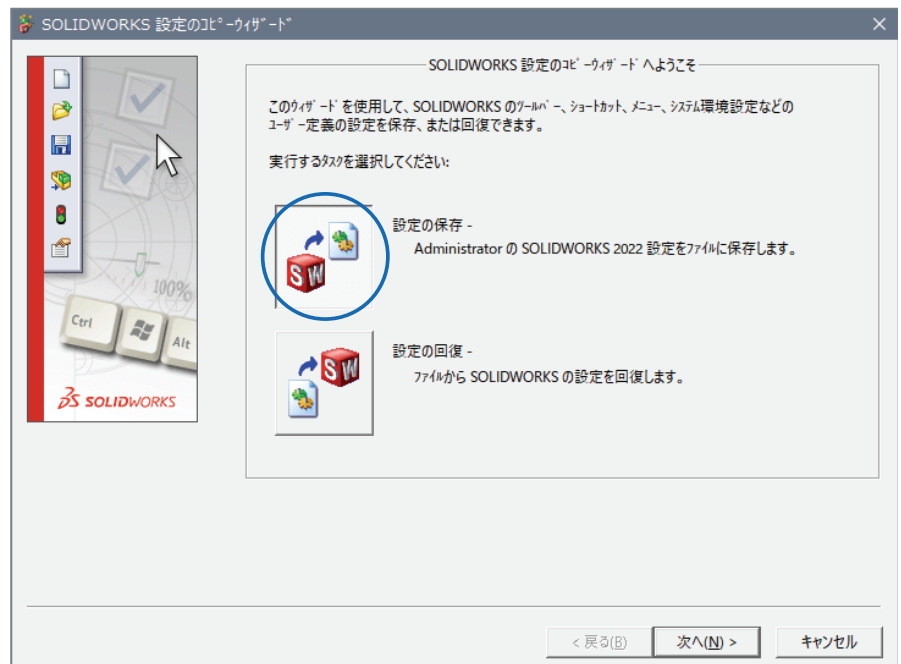 SOLIDWORKS 設定のｺﾋﾟｰｳｨｻﾞｰﾄﾞ
SOLIDWORKS 設定のｺﾋﾟｰｳｨｻﾞｰﾄﾞへようこそ
このｳｨｻﾞｰﾄﾞを使用して、SOLIDWORKS のﾂｰﾙﾊﾞｰ、ｼｮｰﾄｶｯﾄ、ﾒﾆｭｰ、ｼｽﾃﾑ環境設定などの
ﾕｰｻﾞｰ定義の設定を保存、または回復できます。
実行するﾀｽｸを選択してください:
設定の保存 -
Administrator の SOLIDWORKS 2022 設定をﾌｧｲﾙに保存します。
SW
設定の回復 -
ﾌｧｲﾙから SOLIDWORKS の設定を回復します。
SW
100%
Ctrl
Alt
SOLIDWORKS
< 戻る(B)
次へ(N) >
キャンセル